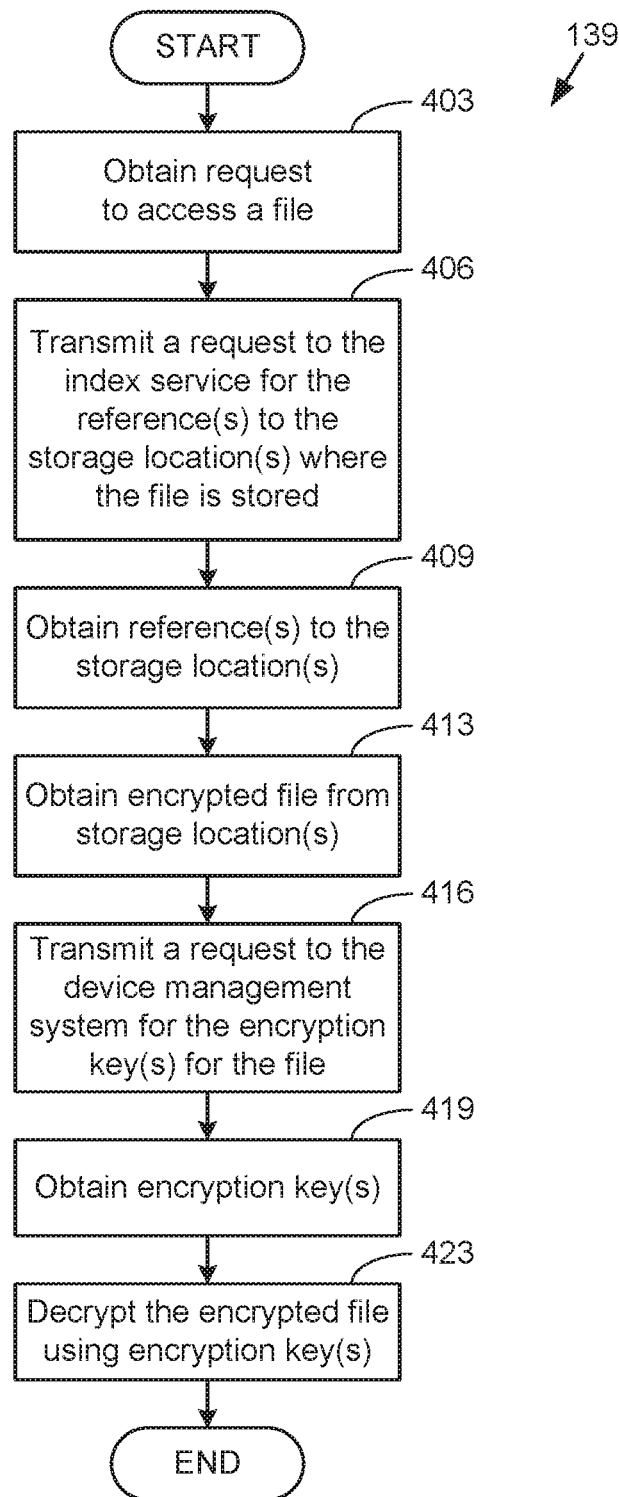 START
139
403
Obtain request
to access a file
406
Transmit a request to the
index service for the
reference(s) to the
storage location(s) where
the file is stored
409
Obtain reference(s) to the
storage location(s)
413
Obtain encrypted file from
storage location(s)
416
Transmit a request to the
device management
system for the encryption
key(s) for the file
419
Obtain encryption key(s)
423
Decrypt the encrypted file
using encryption key(s)
END